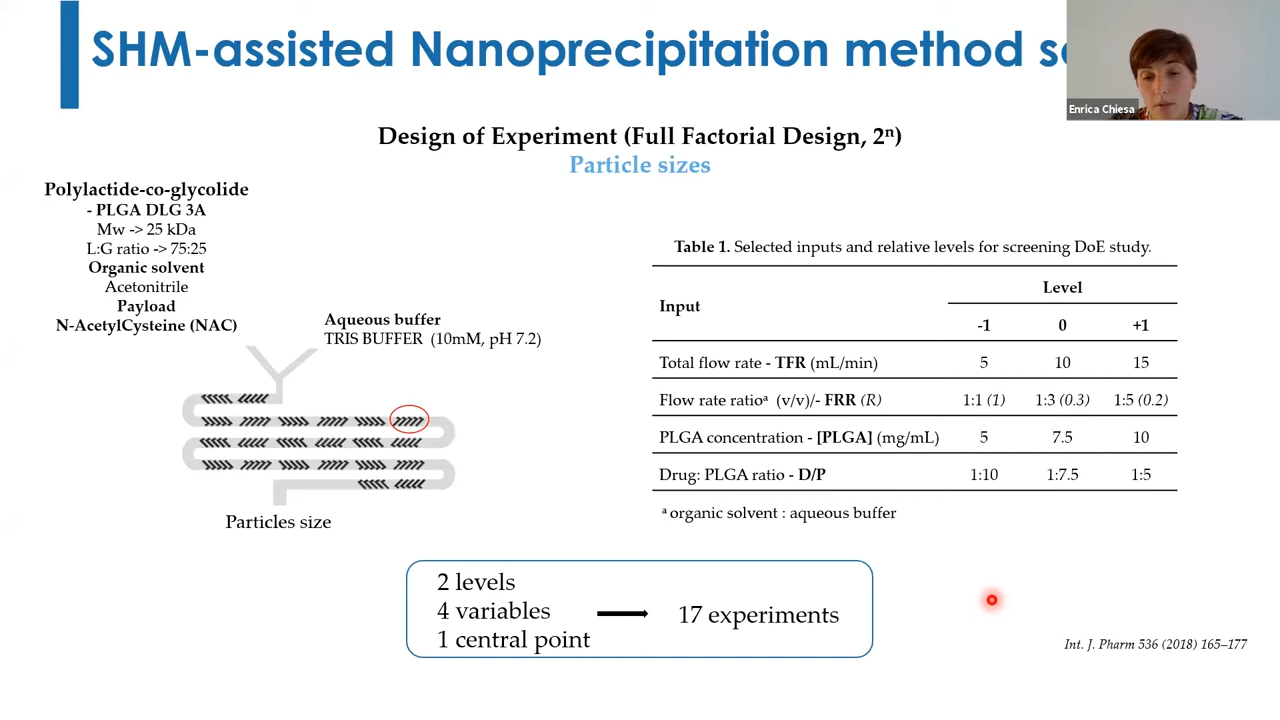 SHM-assisted Nanoprecipitation method
Enrica Chiesa
Design of Experiment (Full Factorial Design, 2ⁿ)
Particle sizes
Polylactide-co-glycolide
- PLGA DLG 3A
Mw -> 25 kDa
L:G ratio -> 75:25
Organic solvent
Acetonitrile
Payload
N-AcetylCysteine (NAC)
Aqueous buffer
TRIS BUFFER (10mM, pH 7.2)
Particles size
Table 1. Selected inputs and relative levels for screening DoE study.
Input
Level
-1 0 +1
Total flow rate - TFR (mL/min) 5 10 15
Flow rate ratioᵃ (v/v)/- FRR (R) 1:1 (1) 1:3 (0.3) 1:5 (0.2)
PLGA concentration - [PLGA] (mg/mL) 5 7.5 10
Drug: PLGA ratio - D/P 1:10 1:7.5 1:5
ᵃ organic solvent : aqueous buffer
2 levels
4 variables
1 central point
17 experiments
Int. J. Pharm 536 (2018) 165–177